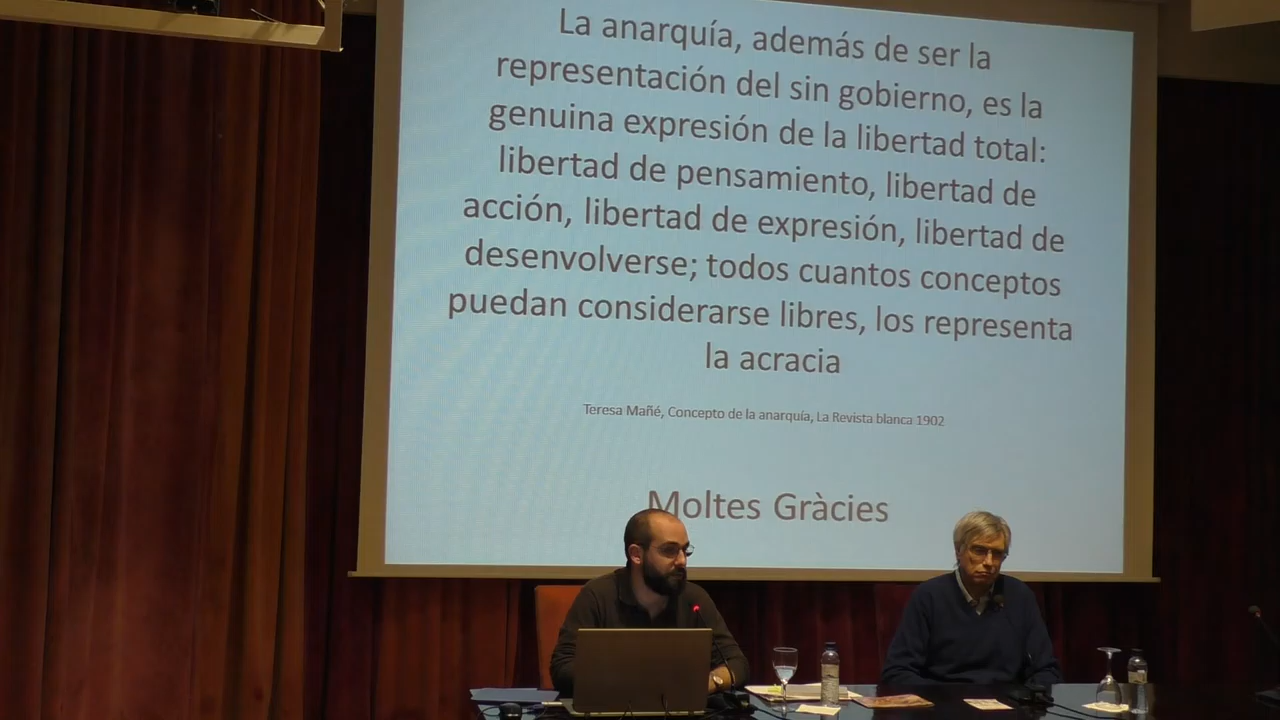 La anarquía, además de ser la
representación del sin gobierno, es la
genuina expresión de la libertad total:
libertad de pensamiento, libertad de
acción, libertad de expresión, libertad de
desenvolverse; todos cuantos conceptos
puedan considerarse libres, los representa
la acracia
Teresa Mañé, Concepto de la anarquía, La Revista blanca 1902
Moltes Gràcies